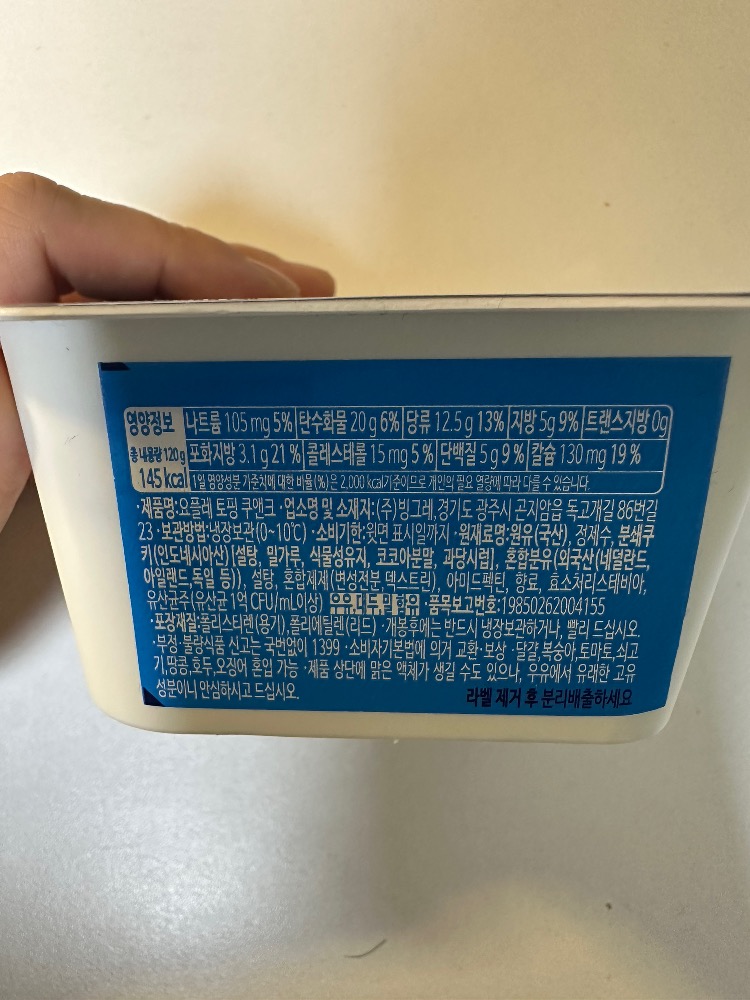 영양정보 나트륨 105 mg 5% 탄수화물 20 g 6% 당류 12.5 g 13% 지방 5 g 9% 트랜스지방 0g
총 내용량 120 g 포화지방 3.1 g 21 % 콜레스테롤 15 mg 5 % 단백질 5 g 9 % 칼슘 130 mg 19 %
145 kcal 1일 영양성분 기준치에 대한 비율(%)은 2,000 kcal 기준이므로 개인의 필요 열량에 따라 다를 수 있습니다.
·제품명:요플레 토핑 쿠앤크 ·업소명 및 소재지:(주)빙그레,경기도 광주시 곤지암읍 독고개길 86번길
23 ·보관방법:냉장보관(0~10℃) ·소비기한:윗면 표시일까지 ·원재료명:원유(국산), 정제수, 분쇄쿠
키(인도네시아산)[설탕, 밀가루, 식물성유지, 코코아분말, 과당시럽], 혼합분유(외국산(네덜란드,
아일랜드, 독일 등)), 설탕, 혼합제제(변성전분, 덱스트린), 아미드펙틴, 향료, 효소처리스테비아,
유산균주(유산균 1억 CFU/mL이상) 우유, 대두, 밀 함유 ·품목보고번호:19850262004155
·포장재질:폴리스티렌(용기), 폴리에틸렌(리드) ·개봉후에는 반드시 냉장보관하거나, 빨리 드십시오.
·부정·불량식품 신고는 국번없이 1399 ·소비자기본법에 의거 교환·보상 ·달걀, 복숭아, 토마토, 쇠고
기,땅콩,호두,오징어 혼입 가능 ·제품 상단에 맑은 액체가 생길 수도 있으나, 우유에서 유래한 고유
성분이니 안심하시고 드십시오.
라벨 제거 후 분리배출하세요